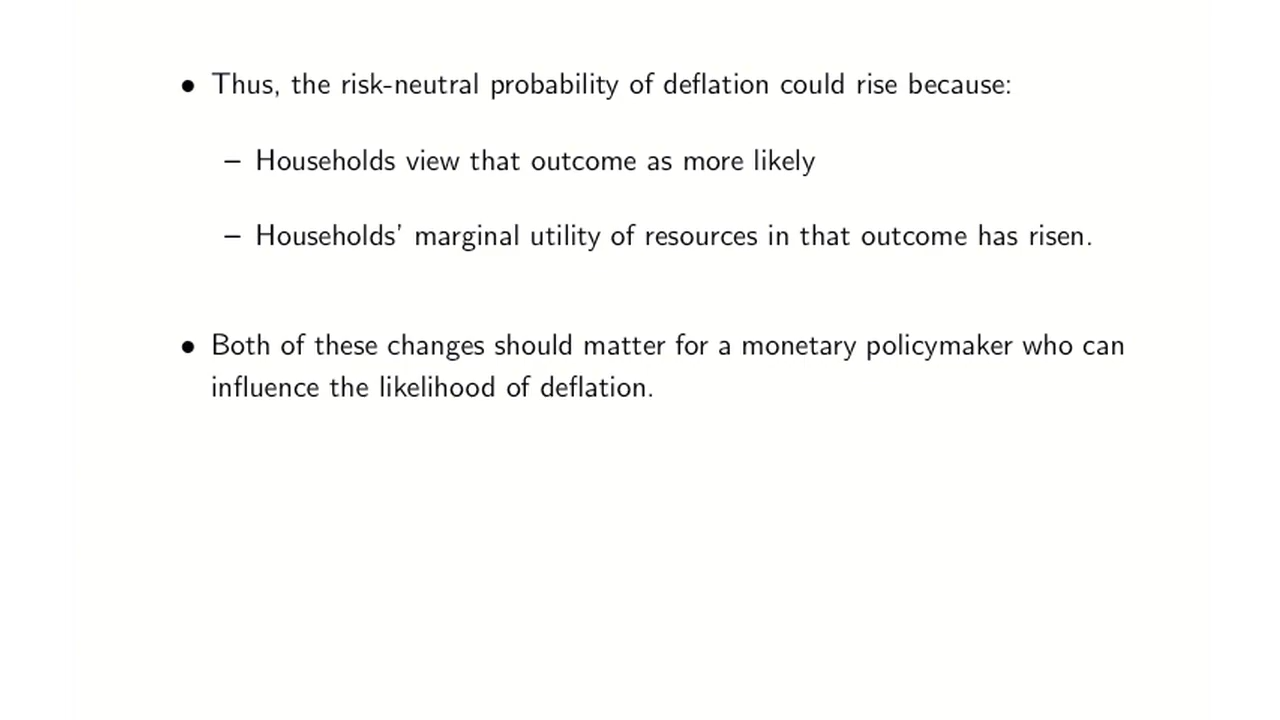 • Thus, the risk-neutral probability of deflation could rise because:
– Households view that outcome as more likely
– Households' marginal utility of resources in that outcome has risen.
• Both of these changes should matter for a monetary policymaker who can
influence the likelihood of deflation.